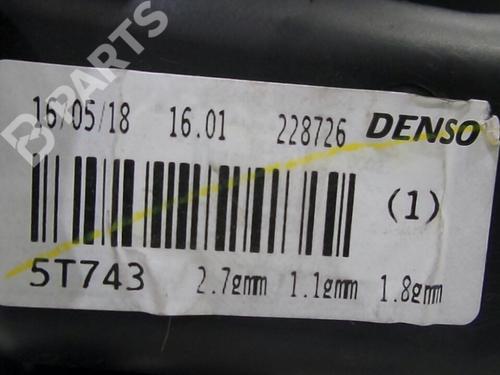 B PARTS
16/05/18 16.01 228726 DENSO
(1)
5T743 2.7gmm 1.1gmm 1.8gmm